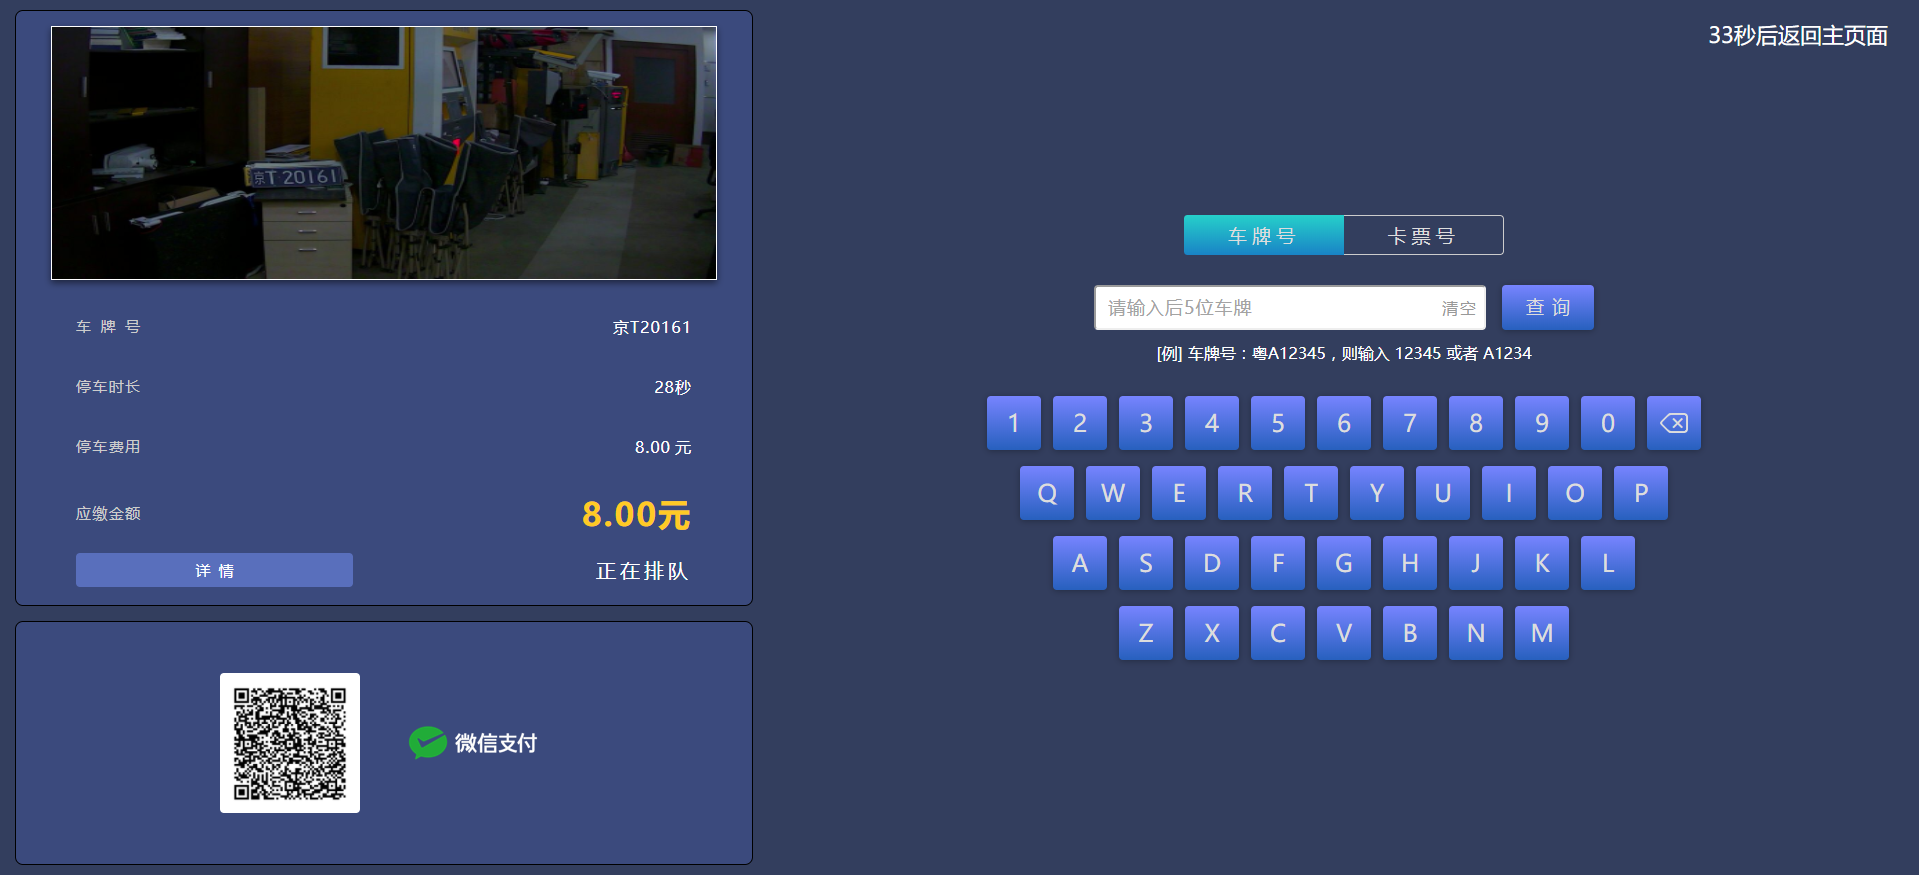 33秒后返回主页面
京T20161
车牌号 京T20161
停车时长 28秒
停车费用 8.00 元
应缴金额 8.00元
详情 正在排队
微信支付
车牌号 卡票号
请输入后5位车牌 清空 查询
[例] 车牌号：粤A12345，则输入 12345 或者 A1234
1 2 3 4 5 6 7 8 9 0
Q W E R T Y U I O P
A S D F G H J K L
Z X C V B N M